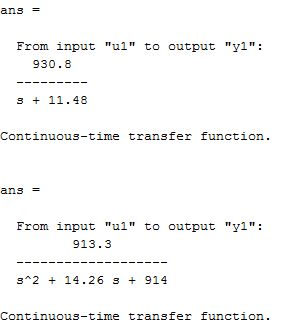 ans =
From input "u1" to output "y1":
930.8
---------
s + 11.48
Continuous-time transfer function.
ans =
From input "u1" to output "y1":
913.3
-------------------
s^2 + 14.26 s + 914
Continuous-time transfer function.